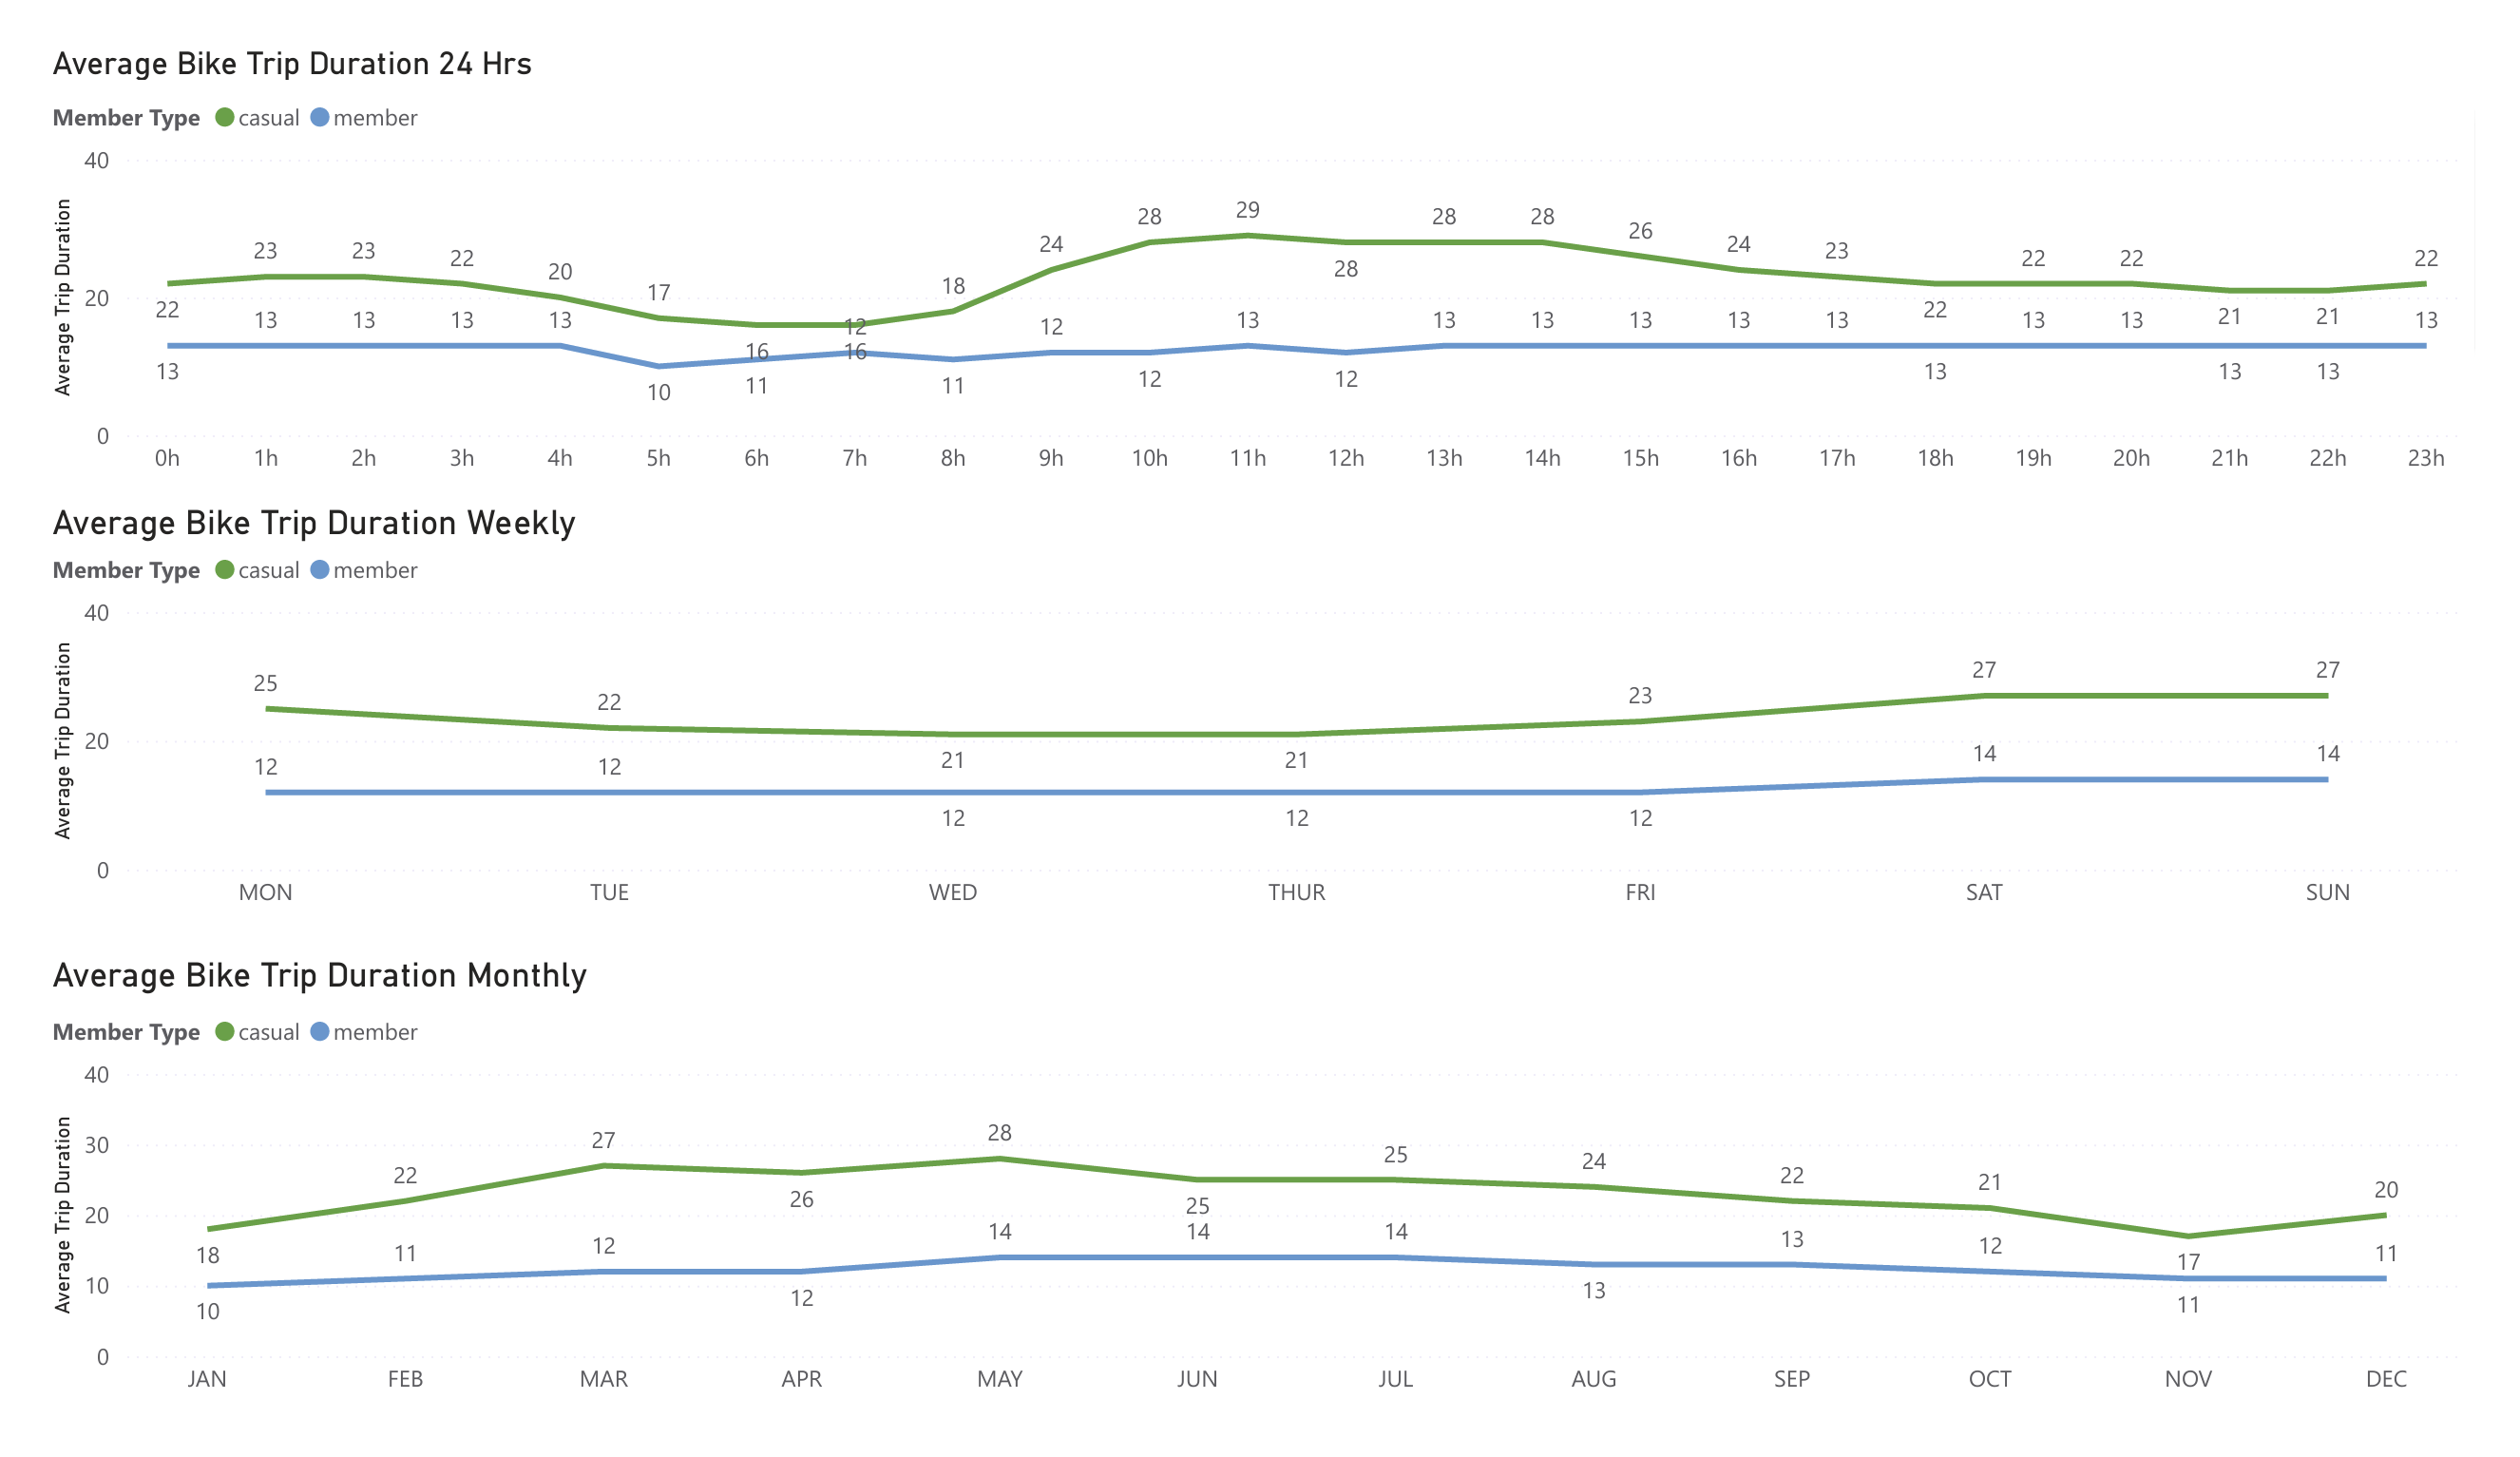 Average Bike Trip Duration 24 Hrs
Member Type casual member
40
20
0
Average Trip Duration
29
28 28 28
26
24 24
23 23 23
22 22 22 22
20
28
18
17
22 22
21 21
13 13 13 13 12 12 13 13 13 13 13 13 13 13 13
16 16
13 10 11 11 12 12 13 13 13
0h 1h 2h 3h 4h 5h 6h 7h 8h 9h 10h 11h 12h 13h 14h 15h 16h 17h 18h 19h 20h 21h 22h 23h
Average Bike Trip Duration Weekly
Member Type casual member
40
20
0
Average Trip Duration
25 22 23 27 27
21 21
12 12 14 14
12 12 12
MON TUE WED THUR FRI SAT SUN
Average Bike Trip Duration Monthly
Member Type casual member
40
30
20
10
0
Average Trip Duration
18 22 27 26 28 25 25 24 22 21 17 20
10 11 12 12 14 14 14 13 13 12 11 11
JAN FEB MAR APR MAY JUN JUL AUG SEP OCT NOV DEC